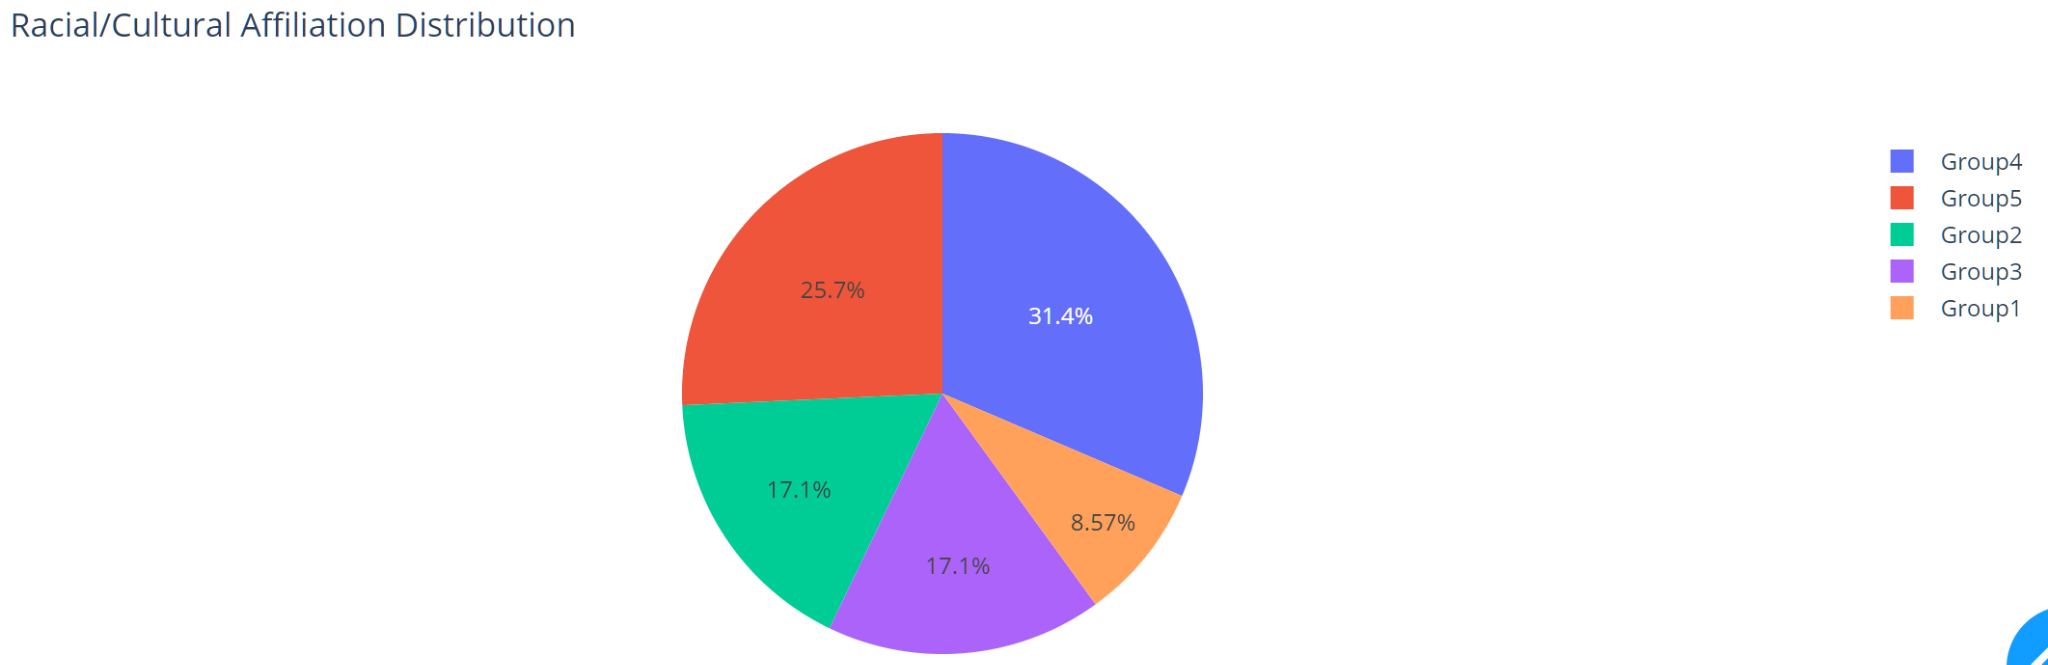 Racial/Cultural Affiliation Distribution
Group4
Group5
Group2
Group3
Group1
25.7%
31.4%
17.1%
8.57%
17.1%